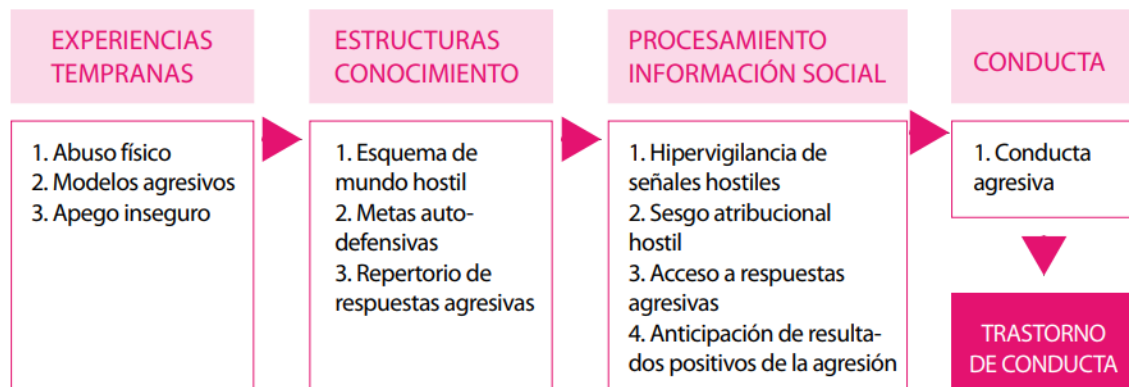 EXPERIENCIAS
TEMPRANAS
1. Abuso físico
2. Modelos agresivos
3. Apego inseguro
ESTRUCTURAS
CONOCIMIENTO
1. Esquema de
mundo hostil
2. Metas auto-
defensivas
3. Repertorio de
respuestas agresivas
PROCESAMIENTO
INFORMACIÓN SOCIAL
1. Hipervigilancia de
señales hostiles
2. Sesgo atribucional
hostil
3. Acceso a respuestas
agresivas
4. Anticipación de resulta-
dos positivos de la agresión
CONDUCTA
1. Conducta
agresiva
TRASTORNO
DE CONDUCTA